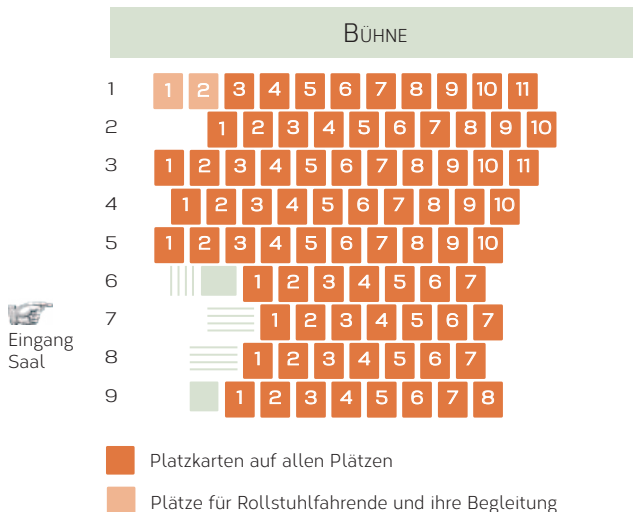 BÜHNE
1 1 2 3 4 5 6 7 8 9 10 11
2 1 2 3 4 5 6 7 8 9 10
3 1 2 3 4 5 6 7 8 9 10 11
4 1 2 3 4 5 6 7 8 9 10
5 1 2 3 4 5 6 7 8 9 10
6 1 2 3 4 5 6 7
7 1 2 3 4 5 6 7
8 1 2 3 4 5 6 7
9 1 2 3 4 5 6 7 8
Eingang
Saal
Platzkarten auf allen Plätzen
Plätze für Rollstuhlfahrende und ihre Begleitung